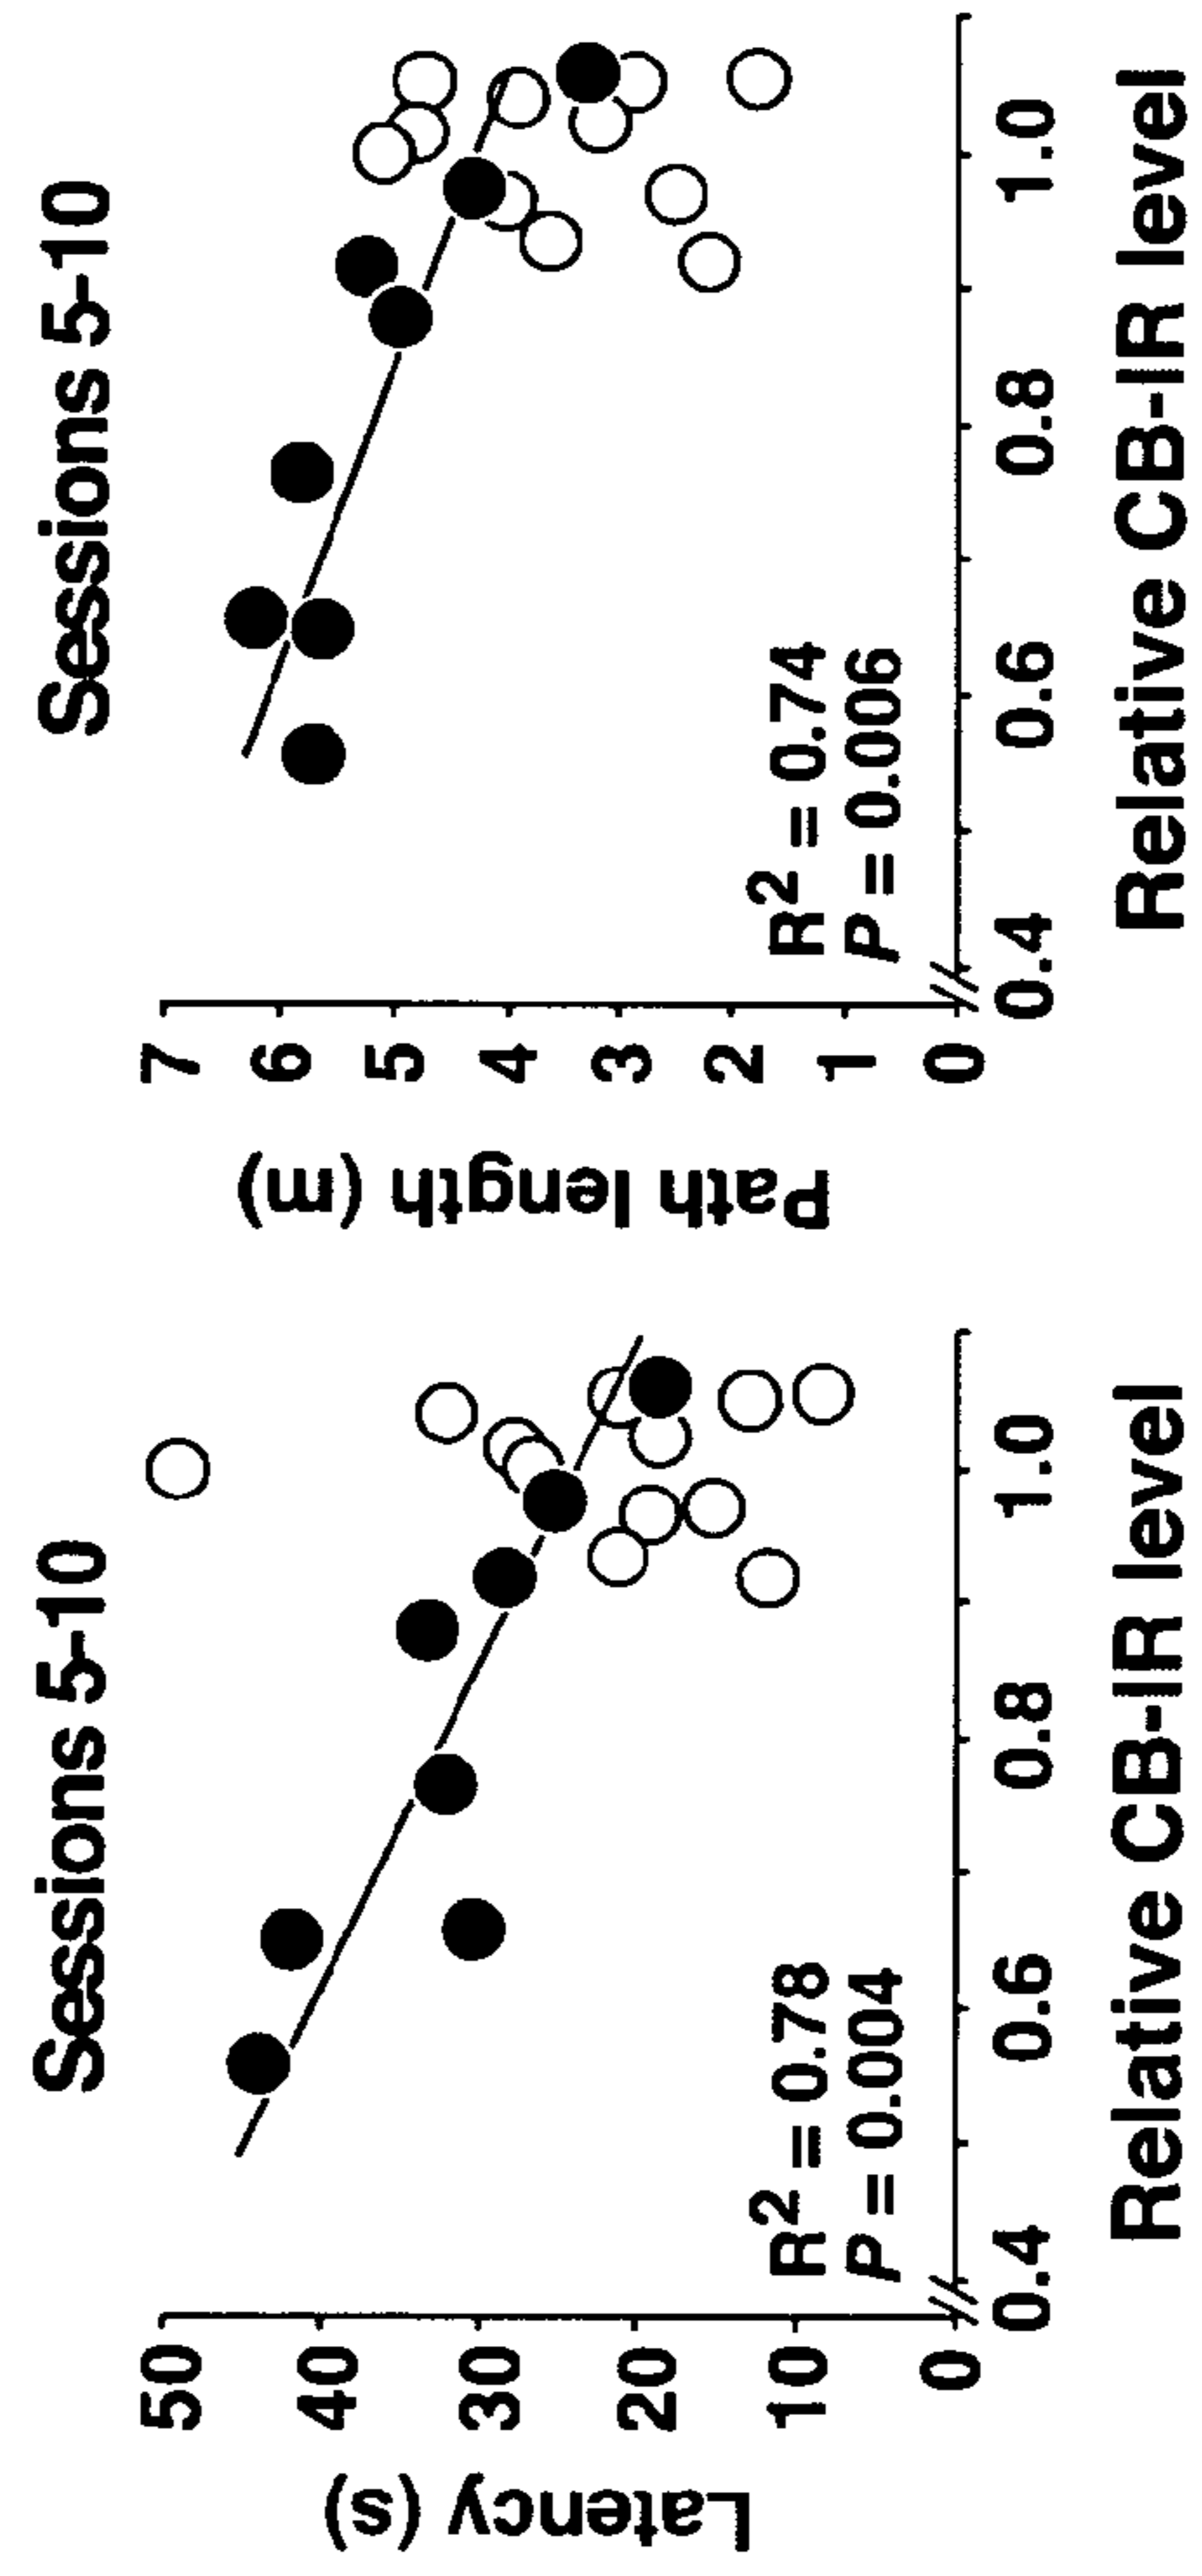 Sessions 5-10
Latency (s)
50
40
30
20
10
0
R2 = 0.78
P = 0.004
0.4
0.6
0.8
1.0
Relative CB-IR level
Sessions 5-10
Path length (m)
7
6
5
4
3
2
1
0
R2 = 0.74
P = 0.006
0.4
0.6
0.8
1.0
Relative CB-IR level